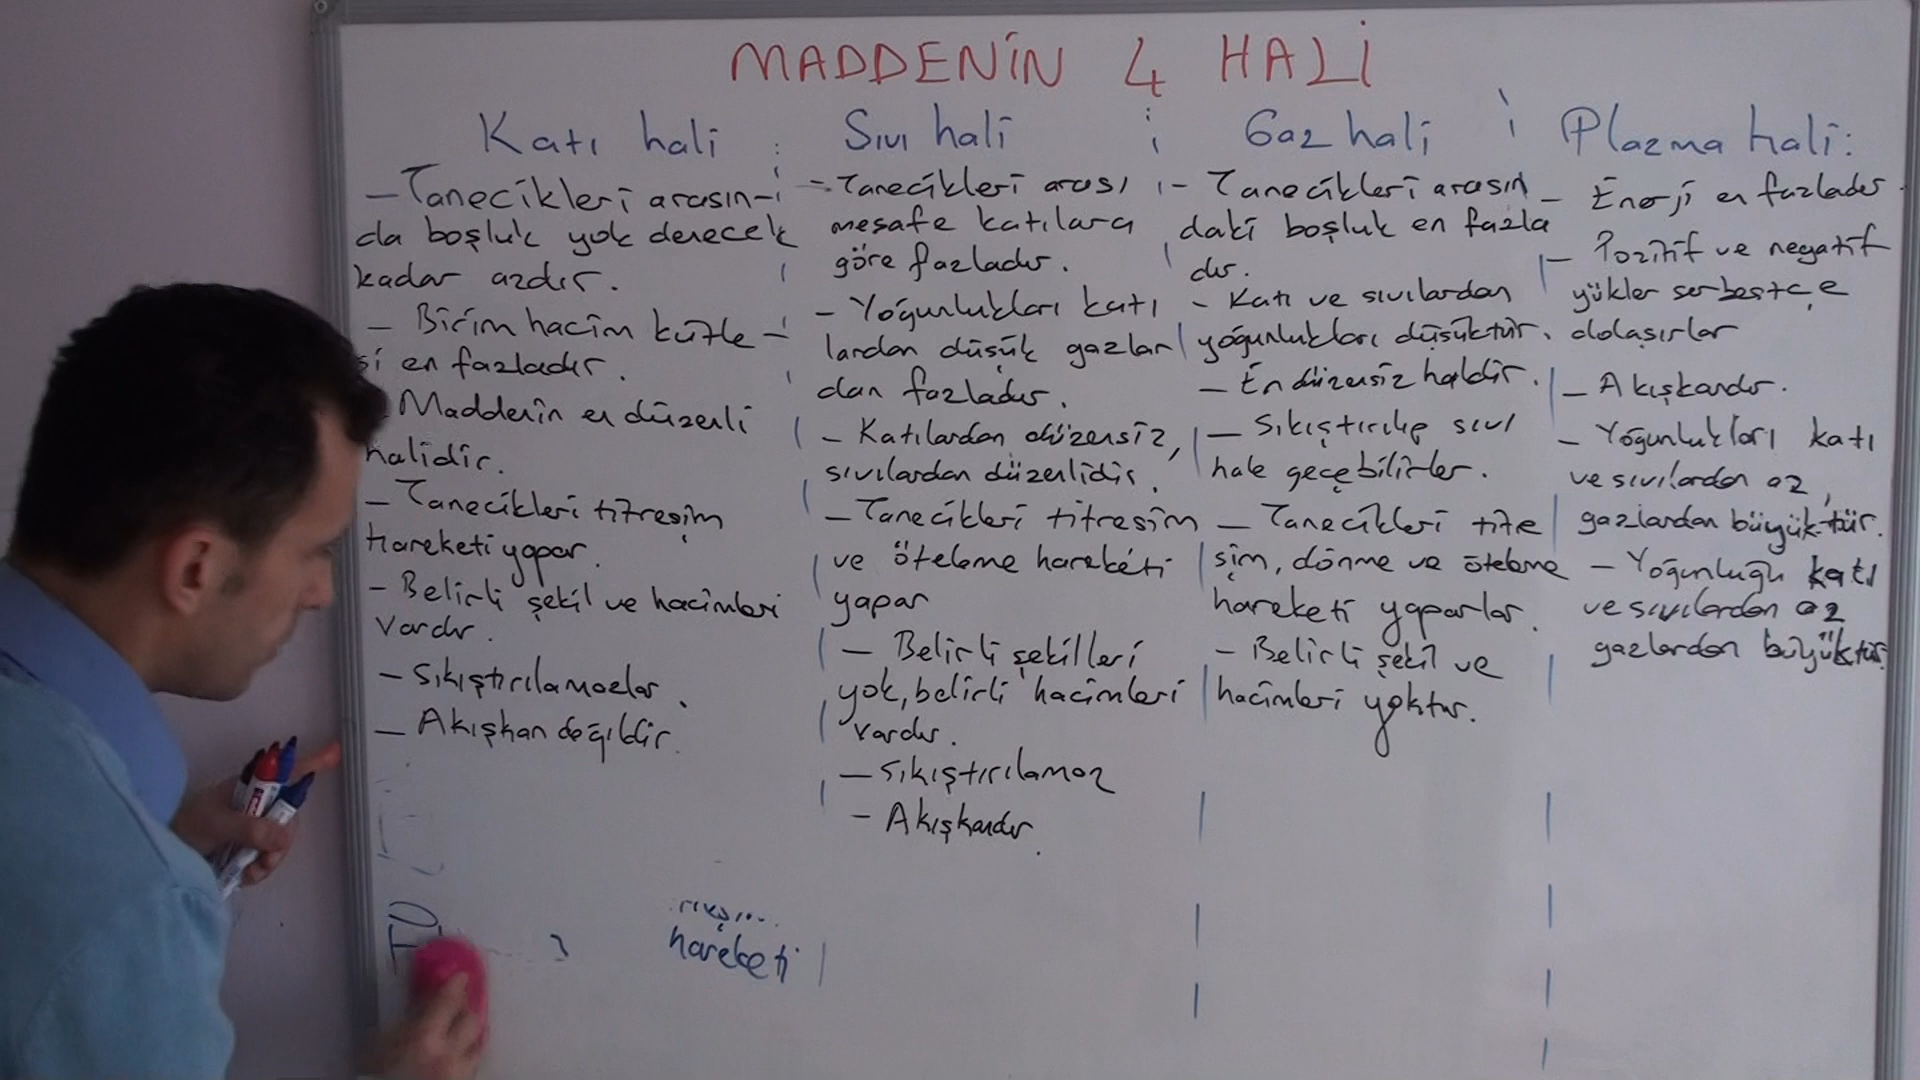 MADDENİN 4 HALİ
Katı hali
- Tanecikleri arasın-
da boşluk yok denecek
kadar azdır.
- Birim hacim kütle-
si en fazladır.
Maddenin en düzenli
halidir.
- Tanecikleri titreşim
hareketi yapar.
- Belirli şekil ve hacimleri
vardır.
- Sıkıştırılamazlar.
- Akışkan değildir.
hareketi
Sıvı hali
- Tanecikleri arası
mesafe katılara
göre fazladır.
- Yoğunlukları katı
lardan düşük gazlar
dan fazladır.
- Katılardan düzensiz,
sıvılardan düzenlidir.
- Tanecikleri titreşim
ve öteleme hareketi
yapar
- Belirli şekilleri
yok, belirli hacimleri
vardır.
- Sıkıştırılamaz
- Akışkandır.
Gaz hali
- Tanecikleri arasın
daki boşluk en fazla
dır.
- Katı ve sıvılardan
yoğunlukları düşüktür.
- En düzensiz haldir.
- Sıkıştırılıp sıvı
hale geçebilirler.
- Tanecikleri titre
şim, dönme ve öteleme
hareketi yaparlar.
- Belirli şekil ve
hacimleri yoktur.
Plazma hali:
- Enerji en fazladır.
- Pozitif ve negatif
yükler serbestçe
dolaşırlar
- Akışkandır.
- Yoğunlukları katı
ve sıvılardan az,
gazlardan büyüktür.
- Yoğunluğu katı
ve sıvılardan az
gazlardan büyüktür.